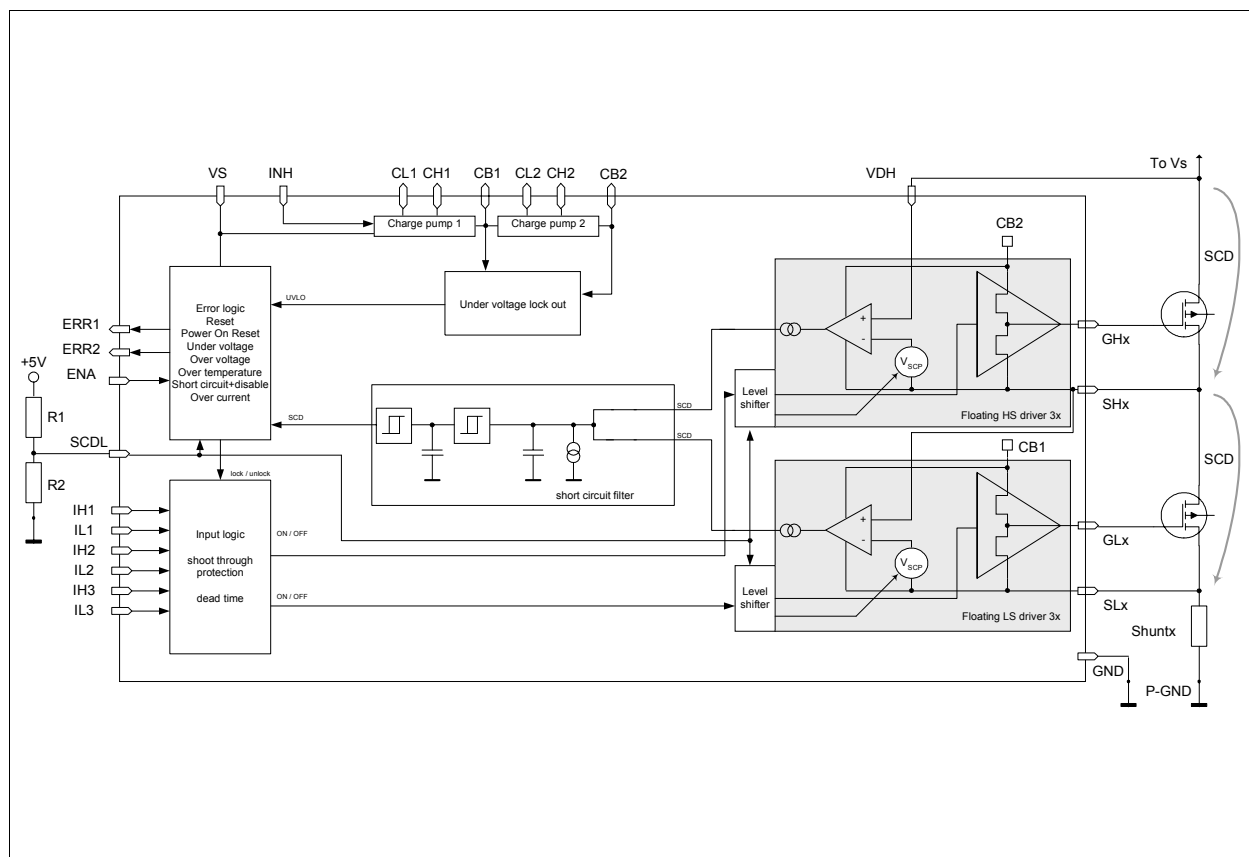 To Vs
VS
INH
CL1
CH1
CB1
CL2
CH2
CB2
VDH
Charge pump 1
Charge pump 2
CB2
SCD
UVLO
Under voltage lock out
Error logic
Reset
Power On Reset
Under voltage
Over voltage
Over temperature
Short circuit+disable
Over current
ERR1
ERR2
ENA
+5V
R1
SCDL
R2
+
-
VSCP
Level
shifter
Floating HS driver 3x
GHx
SHx
SCD
SCD
SCD
short circuit filter
lock / unlock
CB1
SCD
IH1
IL1
IH2
IL2
IH3
IL3
Input logic
shoot through
protection
dead time
ON / OFF
ON / OFF
+
-
VSCP
Level
shifter
Floating LS driver 3x
GLx
SLx
Shuntx
GND
P-GND